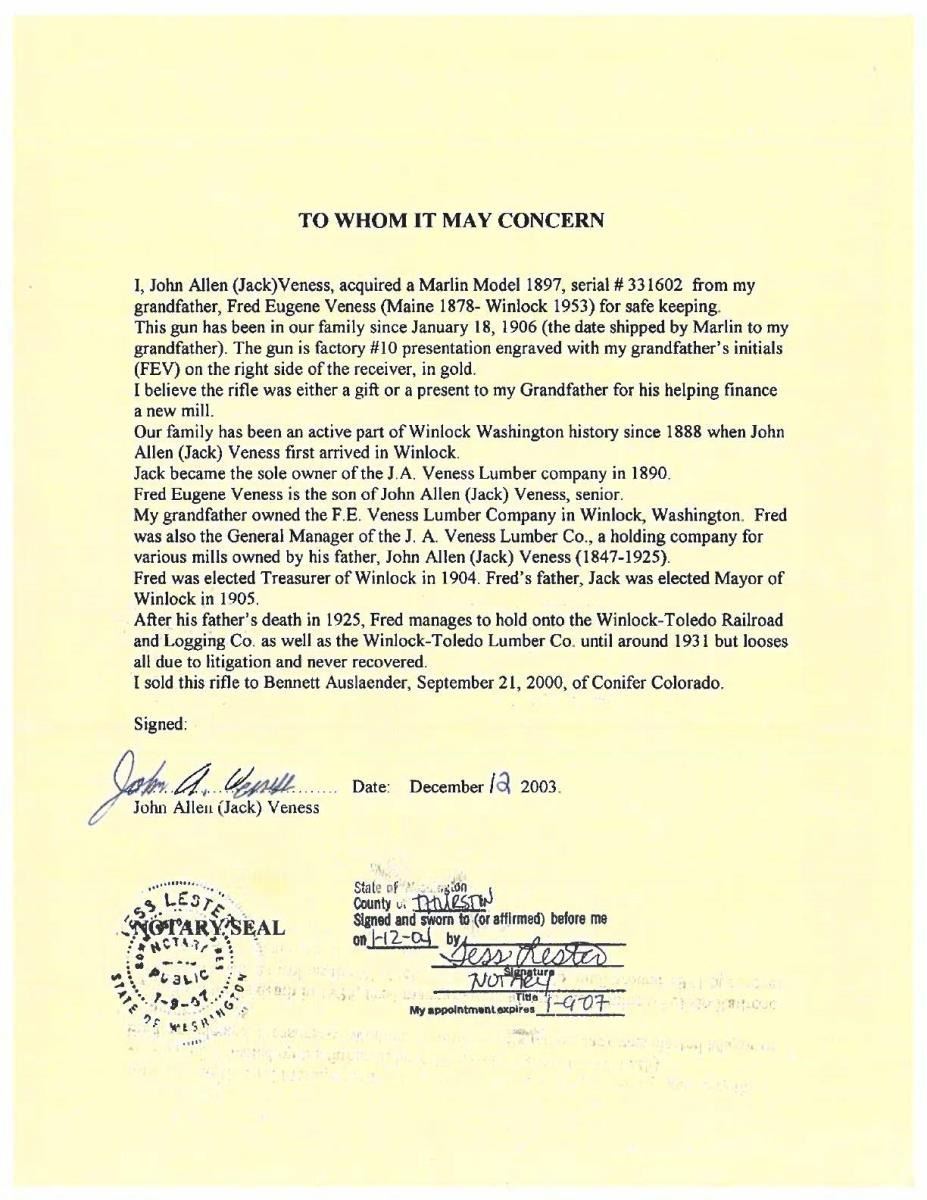 TO WHOM IT MAY CONCERN
I, John Allen (Jack)Veness, acquired a Marlin Model 1897, serial # 331602 from my
grandfather, Fred Eugene Veness (Maine 1878- Winlock 1953) for safe keeping.
This gun has been in our family since January 18, 1906 (the date shipped by Marlin to my
grandfather). The gun is factory #10 presentation engraved with my grandfather's initials
(FEV) on the right side of the receiver, in gold.
I believe the rifle was either a gift or a present to my Grandfather for his helping finance
a new mill.
Our family has been an active part of Winlock Washington history since 1888 when John
Allen (Jack) Veness first arrived in Winlock.
Jack became the sole owner of the J.A. Veness Lumber company in 1890.
Fred Eugene Veness is the son of John Allen (Jack) Veness, senior.
My grandfather owned the F.E. Veness Lumber Company in Winlock, Washington. Fred
was also the General Manager of the J. A. Veness Lumber Co., a holding company for
various mills owned by his father, John Allen (Jack) Veness (1847-1925).
Fred was elected Treasurer of Winlock in 1904. Fred's father, Jack was elected Mayor of
Winlock in 1905.
After his father's death in 1925, Fred manages to hold onto the Winlock-Toledo Railroad
and Logging Co. as well as the Winlock-Toledo Lumber Co. until around 1931 but looses
all due to litigation and never recovered.
I sold this rifle to Bennett Auslaender, September 21, 2000, of Conifer Colorado.
Signed:
John A. Veness
Date: December 12 2003.
John Allen (Jack) Veness
JESS LESTER
NOTARY SEAL
NOTARY
PUBLIC
1-9-07
STATE OF WASHINGTON
State of Washington
County of THURSTON
Signed and sworn to (or affirmed) before me
on 1-12-04 by
Jess Lester
Signature
NOTARY
Title
My appointment expires 1-9-07